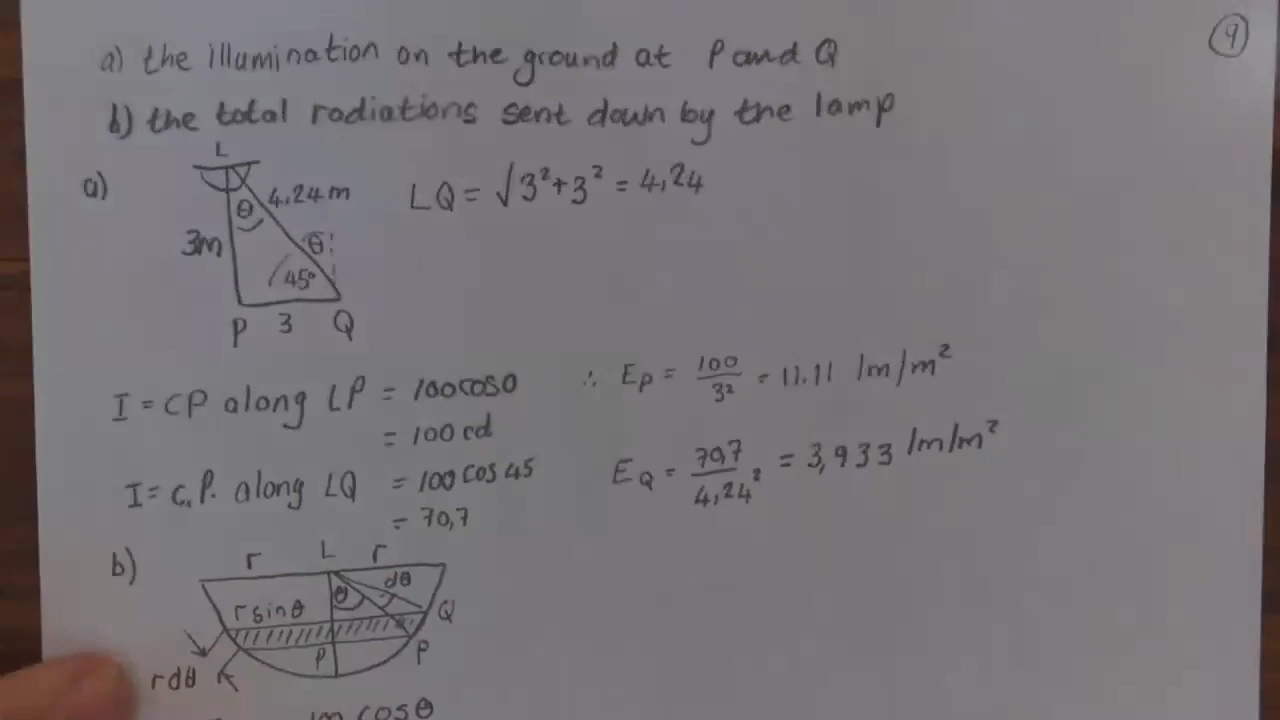 9
a) the illumination on the ground at P and Q
b) the total radiations sent down by the lamp
a)
L
4,24m
θ
3m
θ
45°
P 3 Q
LQ = √3²+3² = 4,24
I = CP along LP = 100cos0
= 100 cd
∴ Ep = 100/3² = 11.11 lm/m²
I = C.P. along LQ = 100 cos 45
= 70,7
EQ = 70,7/4,24² = 3,933 lm/m²
b)
r L r
θ dθ
r sinθ
Q
P P
rdθ
cosθ